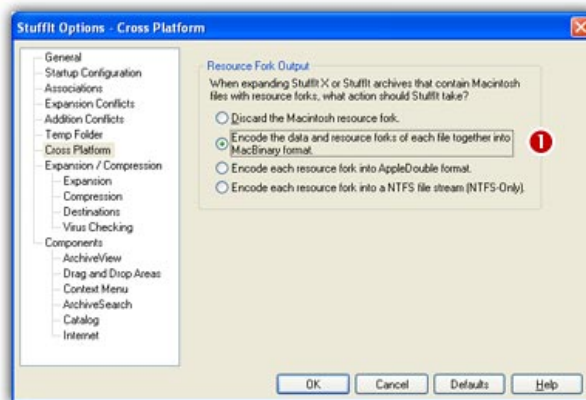 StuffIt Options - Cross Platform
General
Startup Configuration
Associations
Expansion Conflicts
Addition Conflicts
Temp Folder
Cross Platform
Expansion / Compression
Expansion
Compression
Destinations
Virus Checking
Components
ArchiveView
Drag and Drop Areas
Context Menu
ArchiveSearch
Catalog
Internet
Resource Fork Output
When expanding StuffIt X or StuffIt archives that contain Macintosh
files with resource forks, what action should StuffIt take?
Discard the Macintosh resource fork.
Encode the data and resource forks of each file together into
MacBinary format.
Encode each resource fork into AppleDouble format.
Encode each resource fork into a NTFS file stream (NTFS-Only).
1
OK
Cancel
Defaults
Help